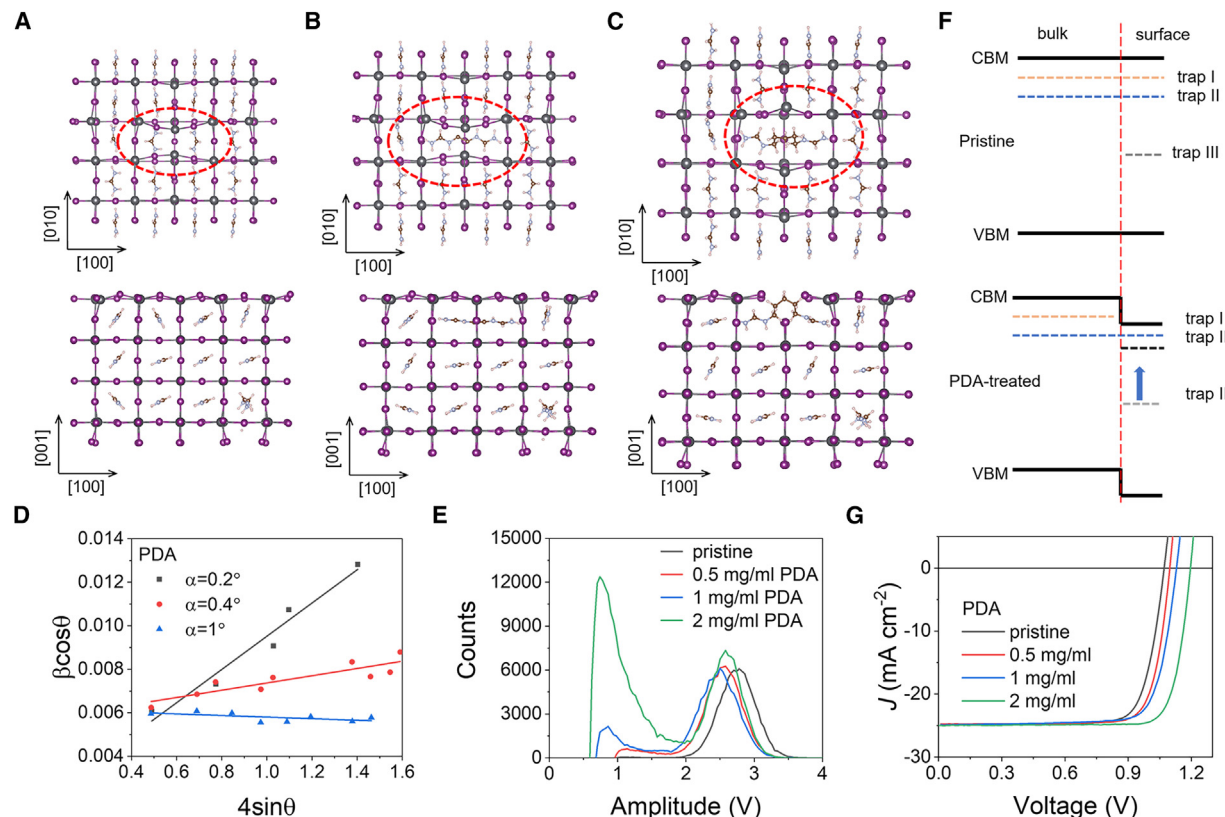 A
B
C
F
[010]
[100]
[010]
[100]
[010]
[100]
[001]
[100]
[001]
[100]
[001]
[100]
bulk
surface
CBM
trap I
trap II
Pristine
trap III
VBM
CBM
trap I
trap II
PDA-treated
trap II
VBM
D
0.014
0.012
0.010
0.008
0.006
0.004
βcosθ
PDA
α=0.2°
α=0.4°
α=1°
0.4
0.6
0.8
1.0
1.2
1.4
1.6
4sinθ
E
15000
12000
9000
6000
3000
0
Counts
pristine
0.5 mg/ml PDA
1 mg/ml PDA
2 mg/ml PDA
0
1
2
3
4
Amplitude (V)
G
0
-10
-20
-30
J (mA cm⁻²)
PDA
pristine
0.5 mg/ml
1 mg/ml
2 mg/ml
0.0
0.3
0.6
0.9
1.2
Voltage (V)